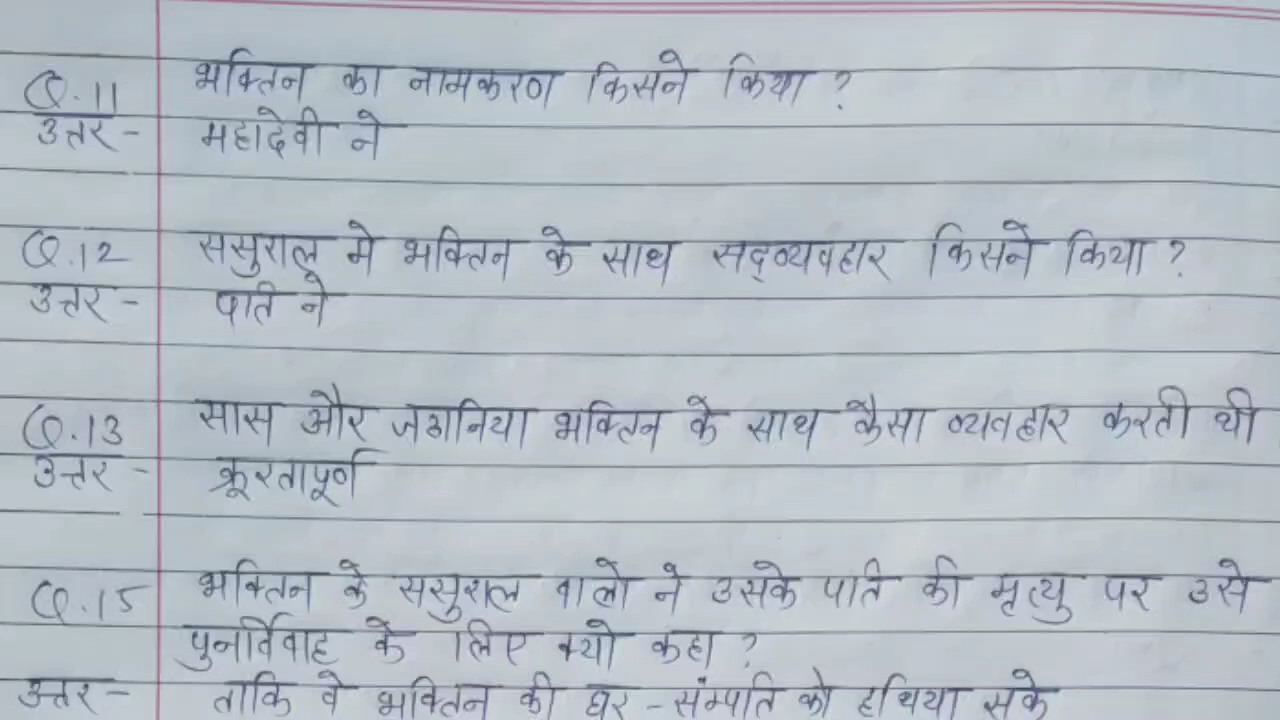 Q.11 भक्तिन का नामकरण किसने किया ?
उत्तर - महादेवी ने
Q.12 ससुराल मे भक्तिन के साथ सद्व्यवहार किसने किया ?
उत्तर - पति ने
Q.13 सास और जठानिया भक्तिन के साथ कैसा व्यवहार करती थी
उत्तर - क्रूरतापूर्ण
Q.15 भक्तिन के ससुराल वालो ने उसके पति की मृत्यु पर उसे
पुनर्विवाह के लिए क्यो कहा ?
उत्तर - ताकि वे भक्तिन की घर - संम्पति को हथिया सके